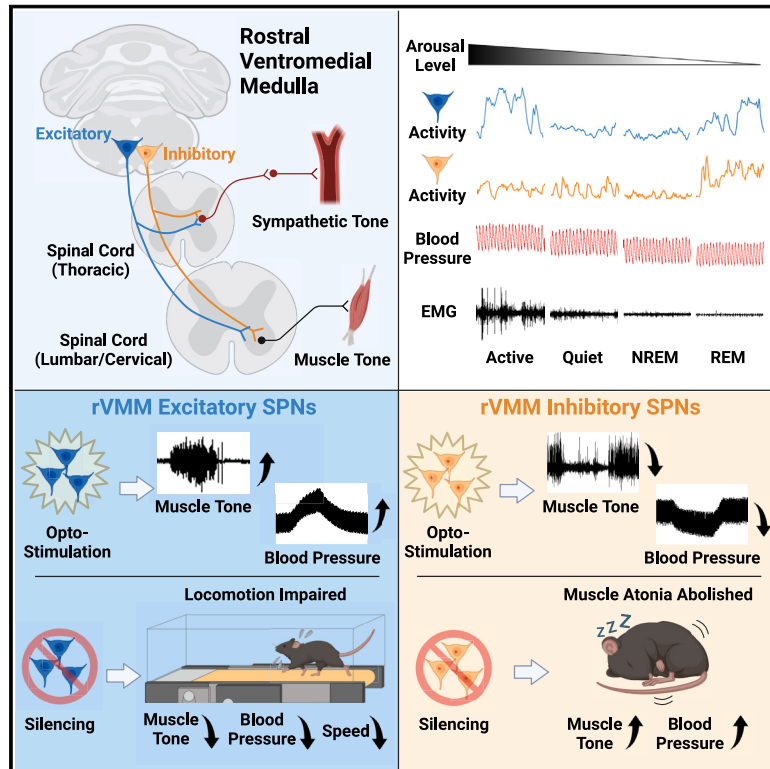 Rostral
Ventromedial
Medulla
Excitatory
Inhibitory
Sympathetic Tone
Spinal Cord
(Thoracic)
Spinal Cord
(Lumbar/Cervical)
Muscle Tone
Arousal
Level
Activity
Activity
Blood
Pressure
EMG
Active
Quiet
NREM
REM
rVMM Excitatory SPNs
Opto-
Stimulation
Muscle Tone
Blood Pressure
Locomotion Impaired
Silencing
Muscle
Tone
Blood
Pressure
Speed
rVMM Inhibitory SPNs
Opto-
Stimulation
Muscle Tone
Blood Pressure
Muscle Atonia Abolished
zzz
Silencing
Muscle
Tone
Blood
Pressure